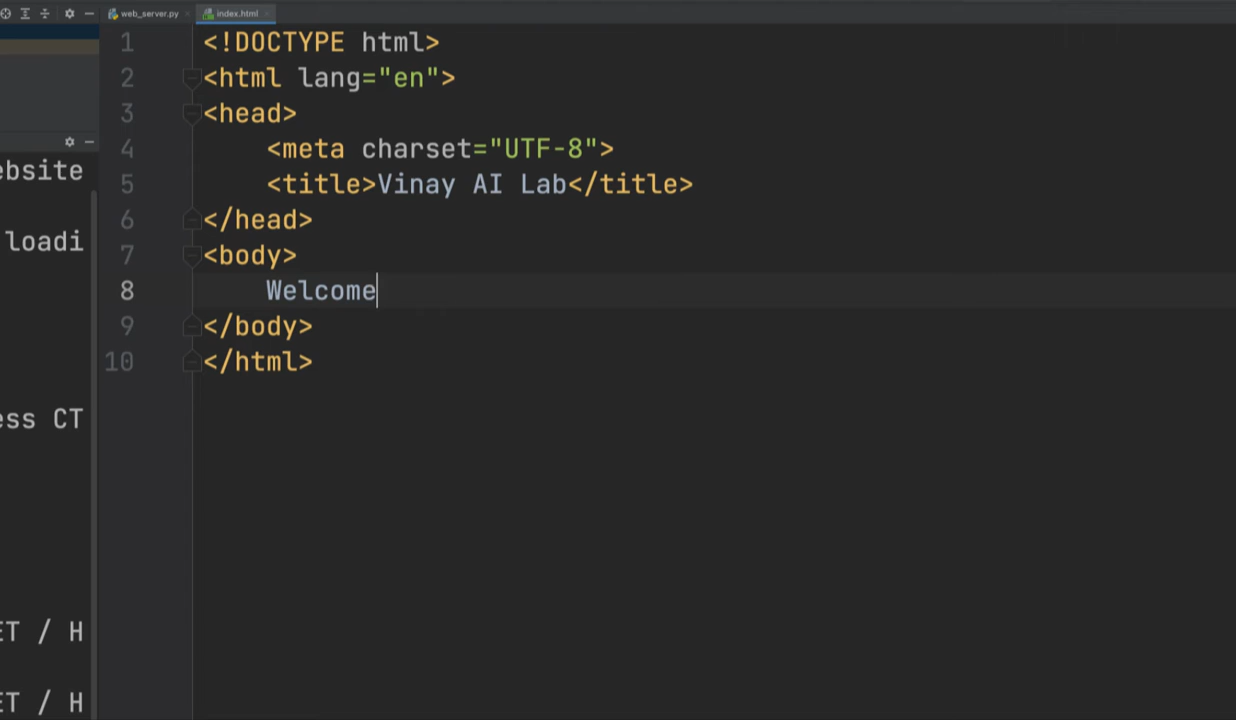 web_server.py
index.html
1 <!DOCTYPE html>
2 <html lang="en">
3 <head>
4 <meta charset="UTF-8">
5 <title>Vinay AI Lab</title>
6 </head>
7 <body>
8 Welcome
9 </body>
10 </html>
ebsite
loadi
ess CT
ET / H
ET / H